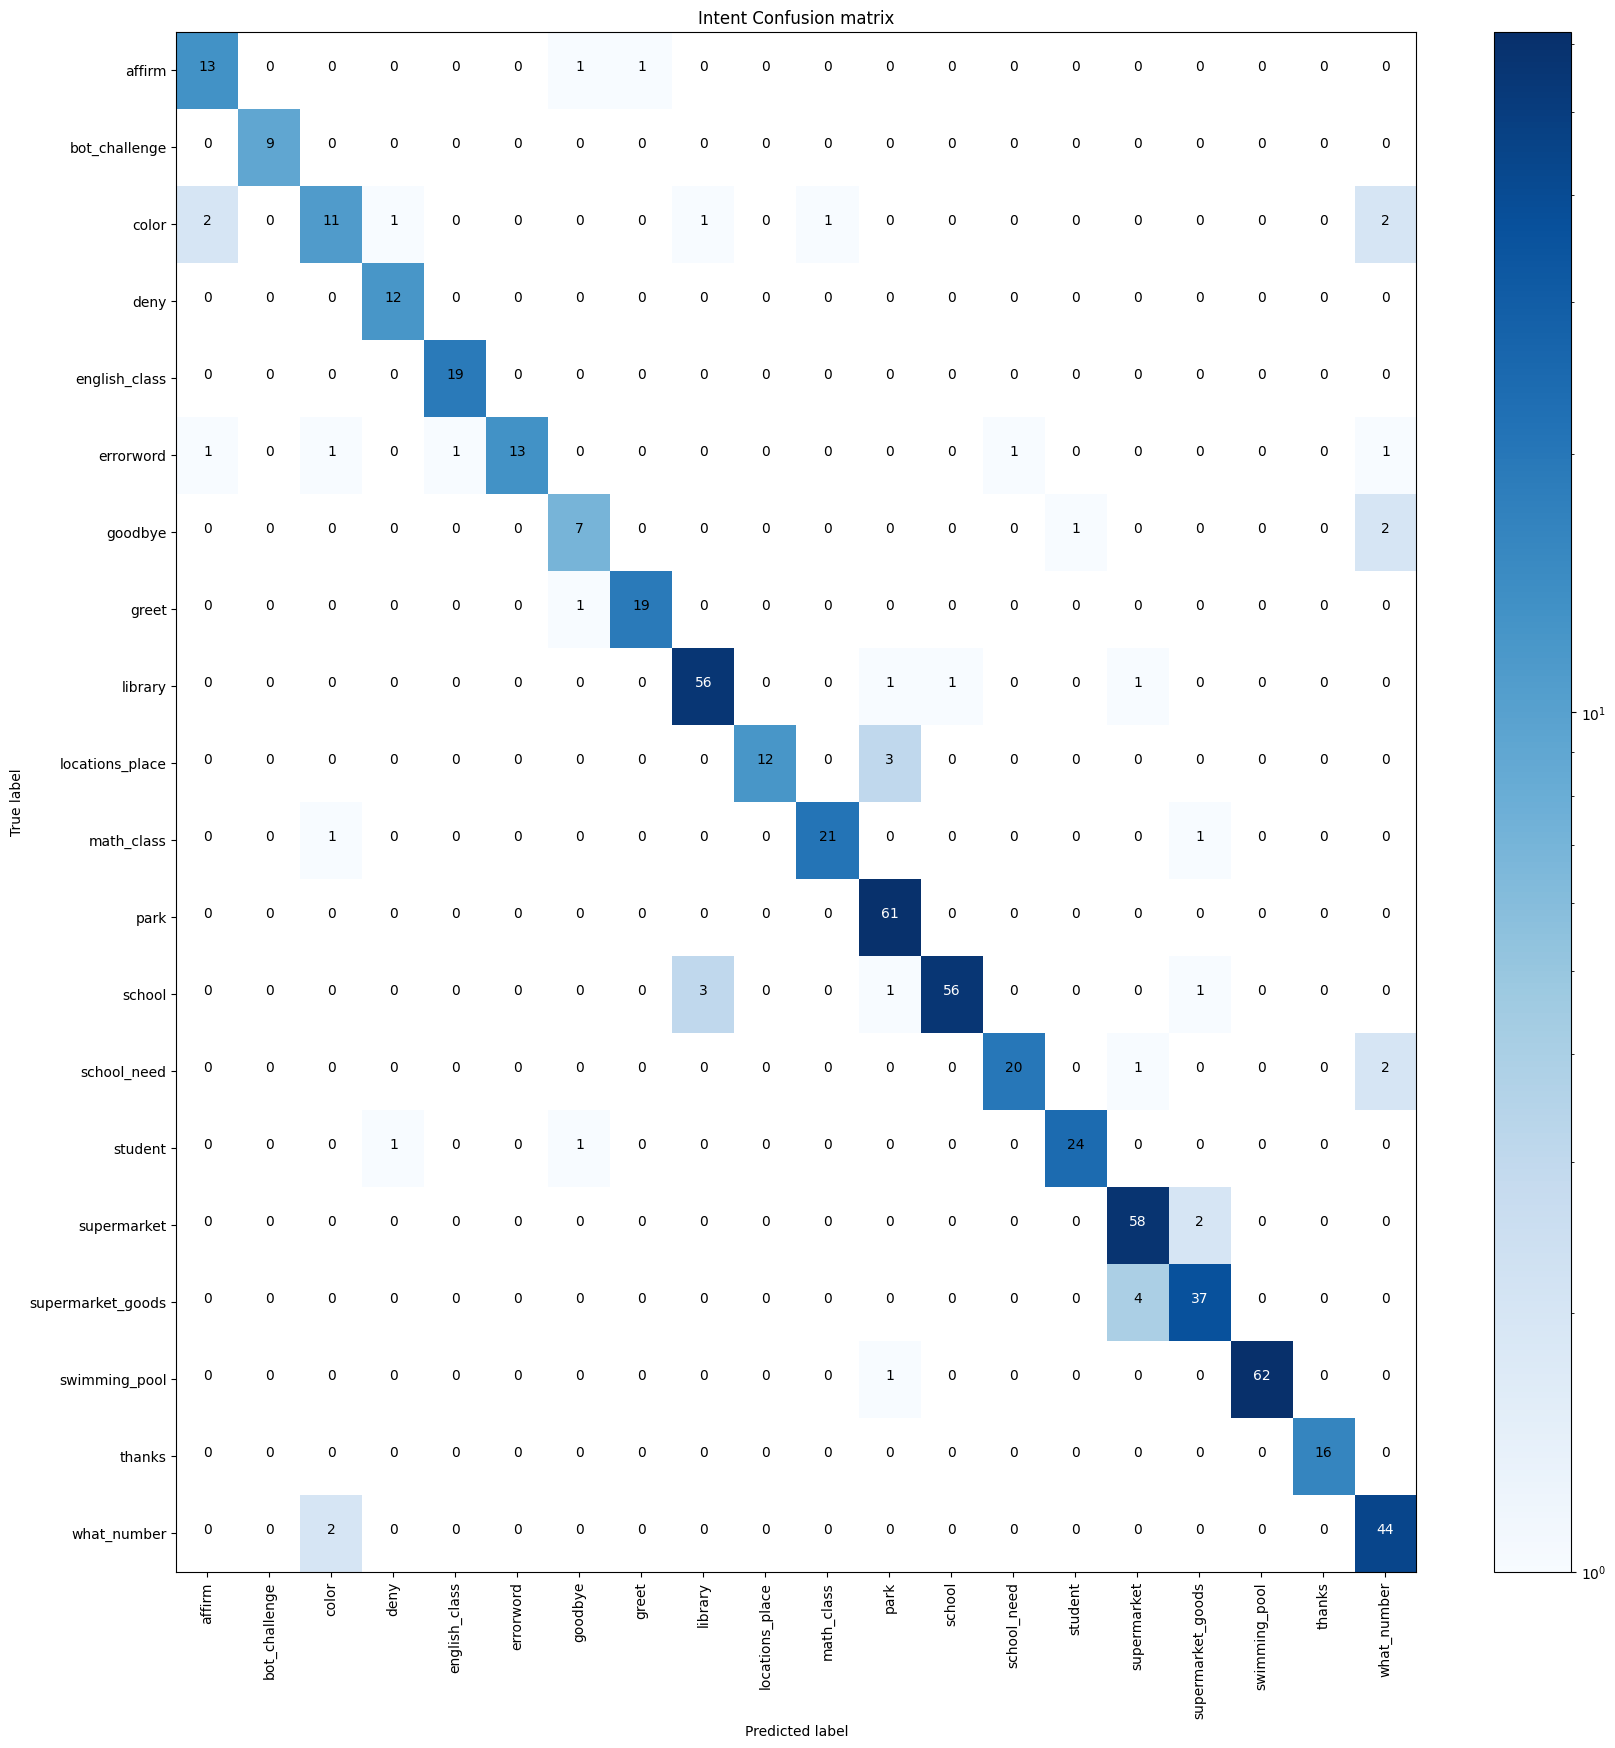 Intent Confusion matrix
affirm 13 0 0 0 0 0 1 1 0 0 0 0 0 0 0 0 0 0 0 0
bot_challenge 0 9 0 0 0 0 0 0 0 0 0 0 0 0 0 0 0 0 0 0
color 2 0 11 1 0 0 0 0 1 0 1 0 0 0 0 0 0 0 0 2
deny 0 0 0 12 0 0 0 0 0 0 0 0 0 0 0 0 0 0 0 0
english_class 0 0 0 0 19 0 0 0 0 0 0 0 0 0 0 0 0 0 0 0
errorword 1 0 1 0 1 13 0 0 0 0 0 0 0 1 0 0 0 0 0 1
goodbye 0 0 0 0 0 0 7 0 0 0 0 0 0 0 1 0 0 0 0 2
greet 0 0 0 0 0 0 1 19 0 0 0 0 0 0 0 0 0 0 0 0
library 0 0 0 0 0 0 0 0 56 0 0 1 1 0 0 1 0 0 0 0
locations_place 0 0 0 0 0 0 0 0 0 12 0 3 0 0 0 0 0 0 0 0
math_class 0 0 1 0 0 0 0 0 0 0 21 0 0 0 0 0 1 0 0 0
park 0 0 0 0 0 0 0 0 0 0 0 61 0 0 0 0 0 0 0 0
school 0 0 0 0 0 0 0 0 3 0 0 1 56 0 0 0 1 0 0 0
school_need 0 0 0 0 0 0 0 0 0 0 0 0 0 20 0 1 0 0 0 2
student 0 0 0 1 0 0 1 0 0 0 0 0 0 0 24 0 0 0 0 0
supermarket 0 0 0 0 0 0 0 0 0 0 0 0 0 0 0 58 2 0 0 0
supermarket_goods 0 0 0 0 0 0 0 0 0 0 0 0 0 0 0 4 37 0 0 0
swimming_pool 0 0 0 0 0 0 0 0 0 0 0 1 0 0 0 0 0 62 0 0
thanks 0 0 0 0 0 0 0 0 0 0 0 0 0 0 0 0 0 0 16 0
what_number 0 0 2 0 0 0 0 0 0 0 0 0 0 0 0 0 0 0 0 44
True label
affirm
bot_challenge
color
deny
english_class
errorword
goodbye
greet
library
locations_place
math_class
park
school
school_need
student
supermarket
supermarket_goods
swimming_pool
thanks
what_number
Predicted label
10¹
10⁰